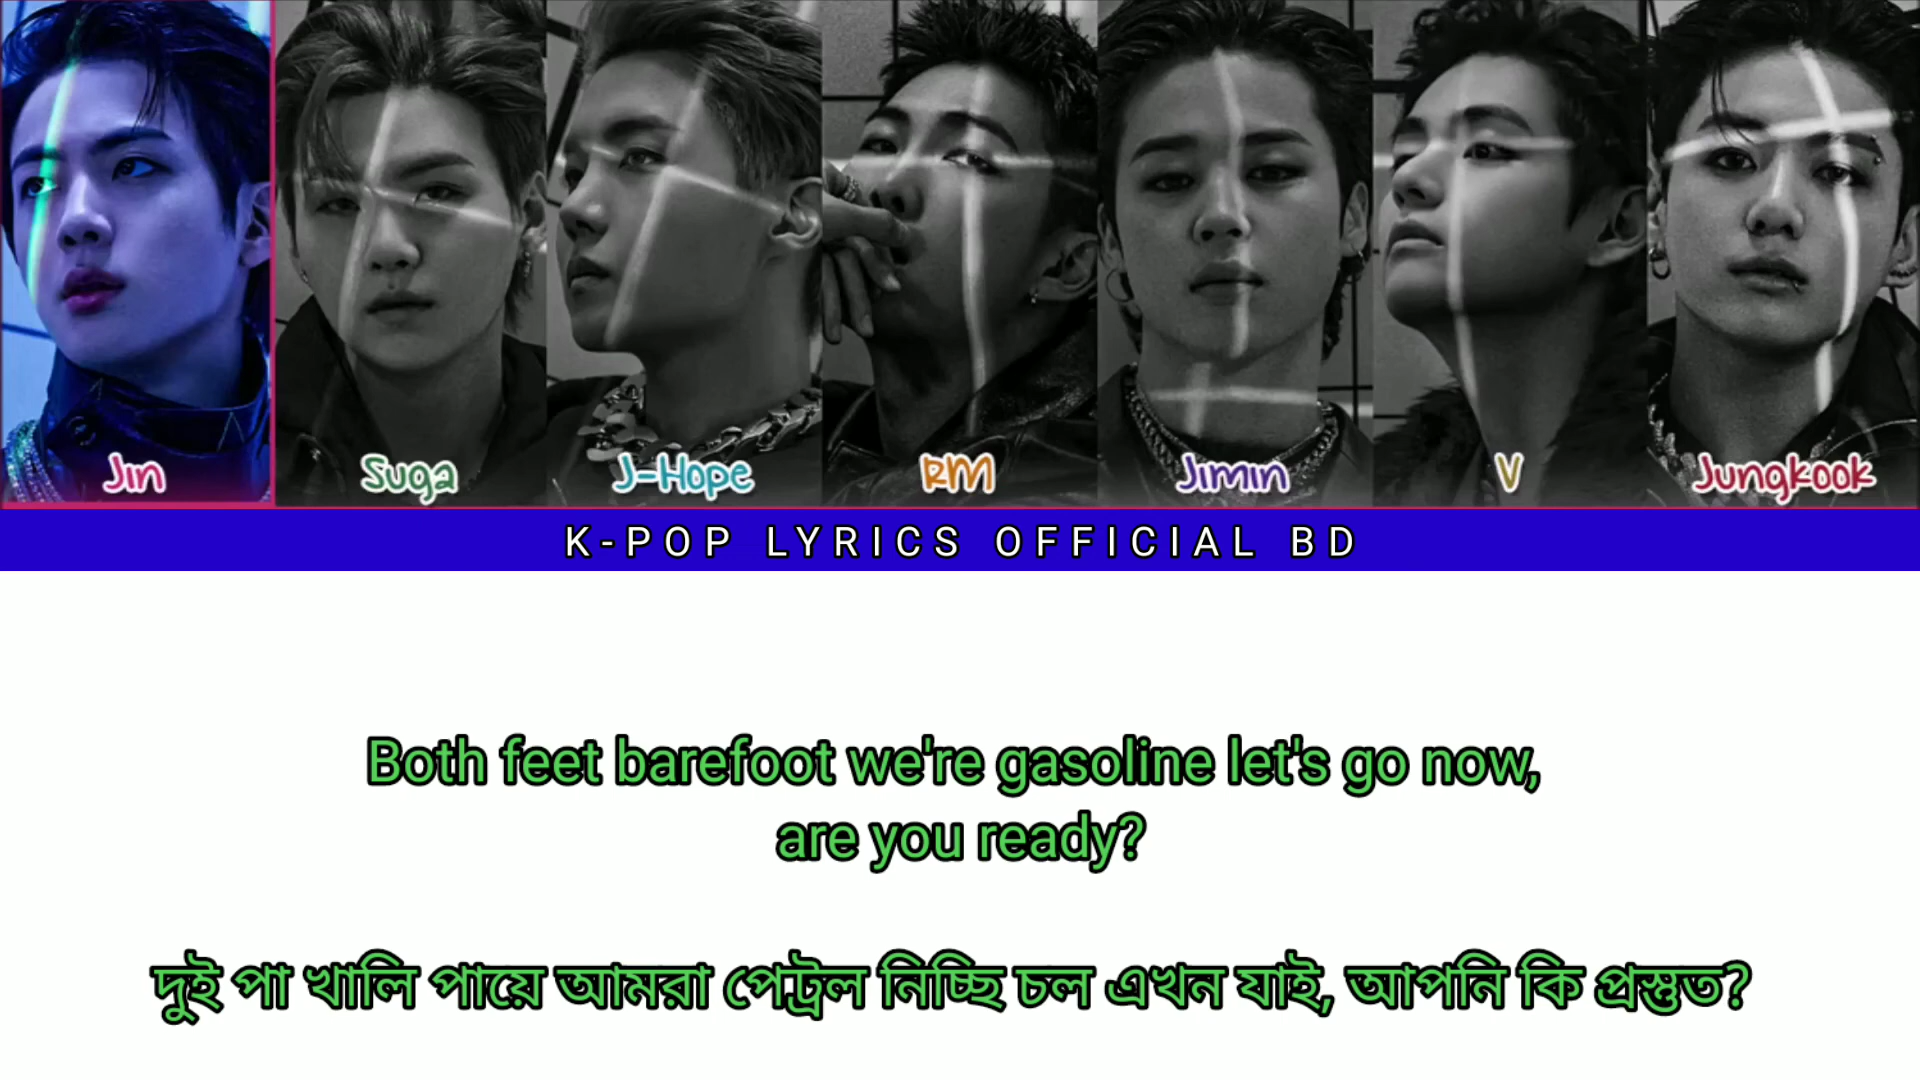 Jin Suga J-Hope RM Jimin V Jungkook
K-POP LYRICS OFFICIAL BD
Both feet barefoot we're gasoline let's go now,
are you ready?
দুই পা খালি পায়ে আমরা পেট্রল নিচ্ছি চল এখন যাই, আপনি কি প্রস্তুত?